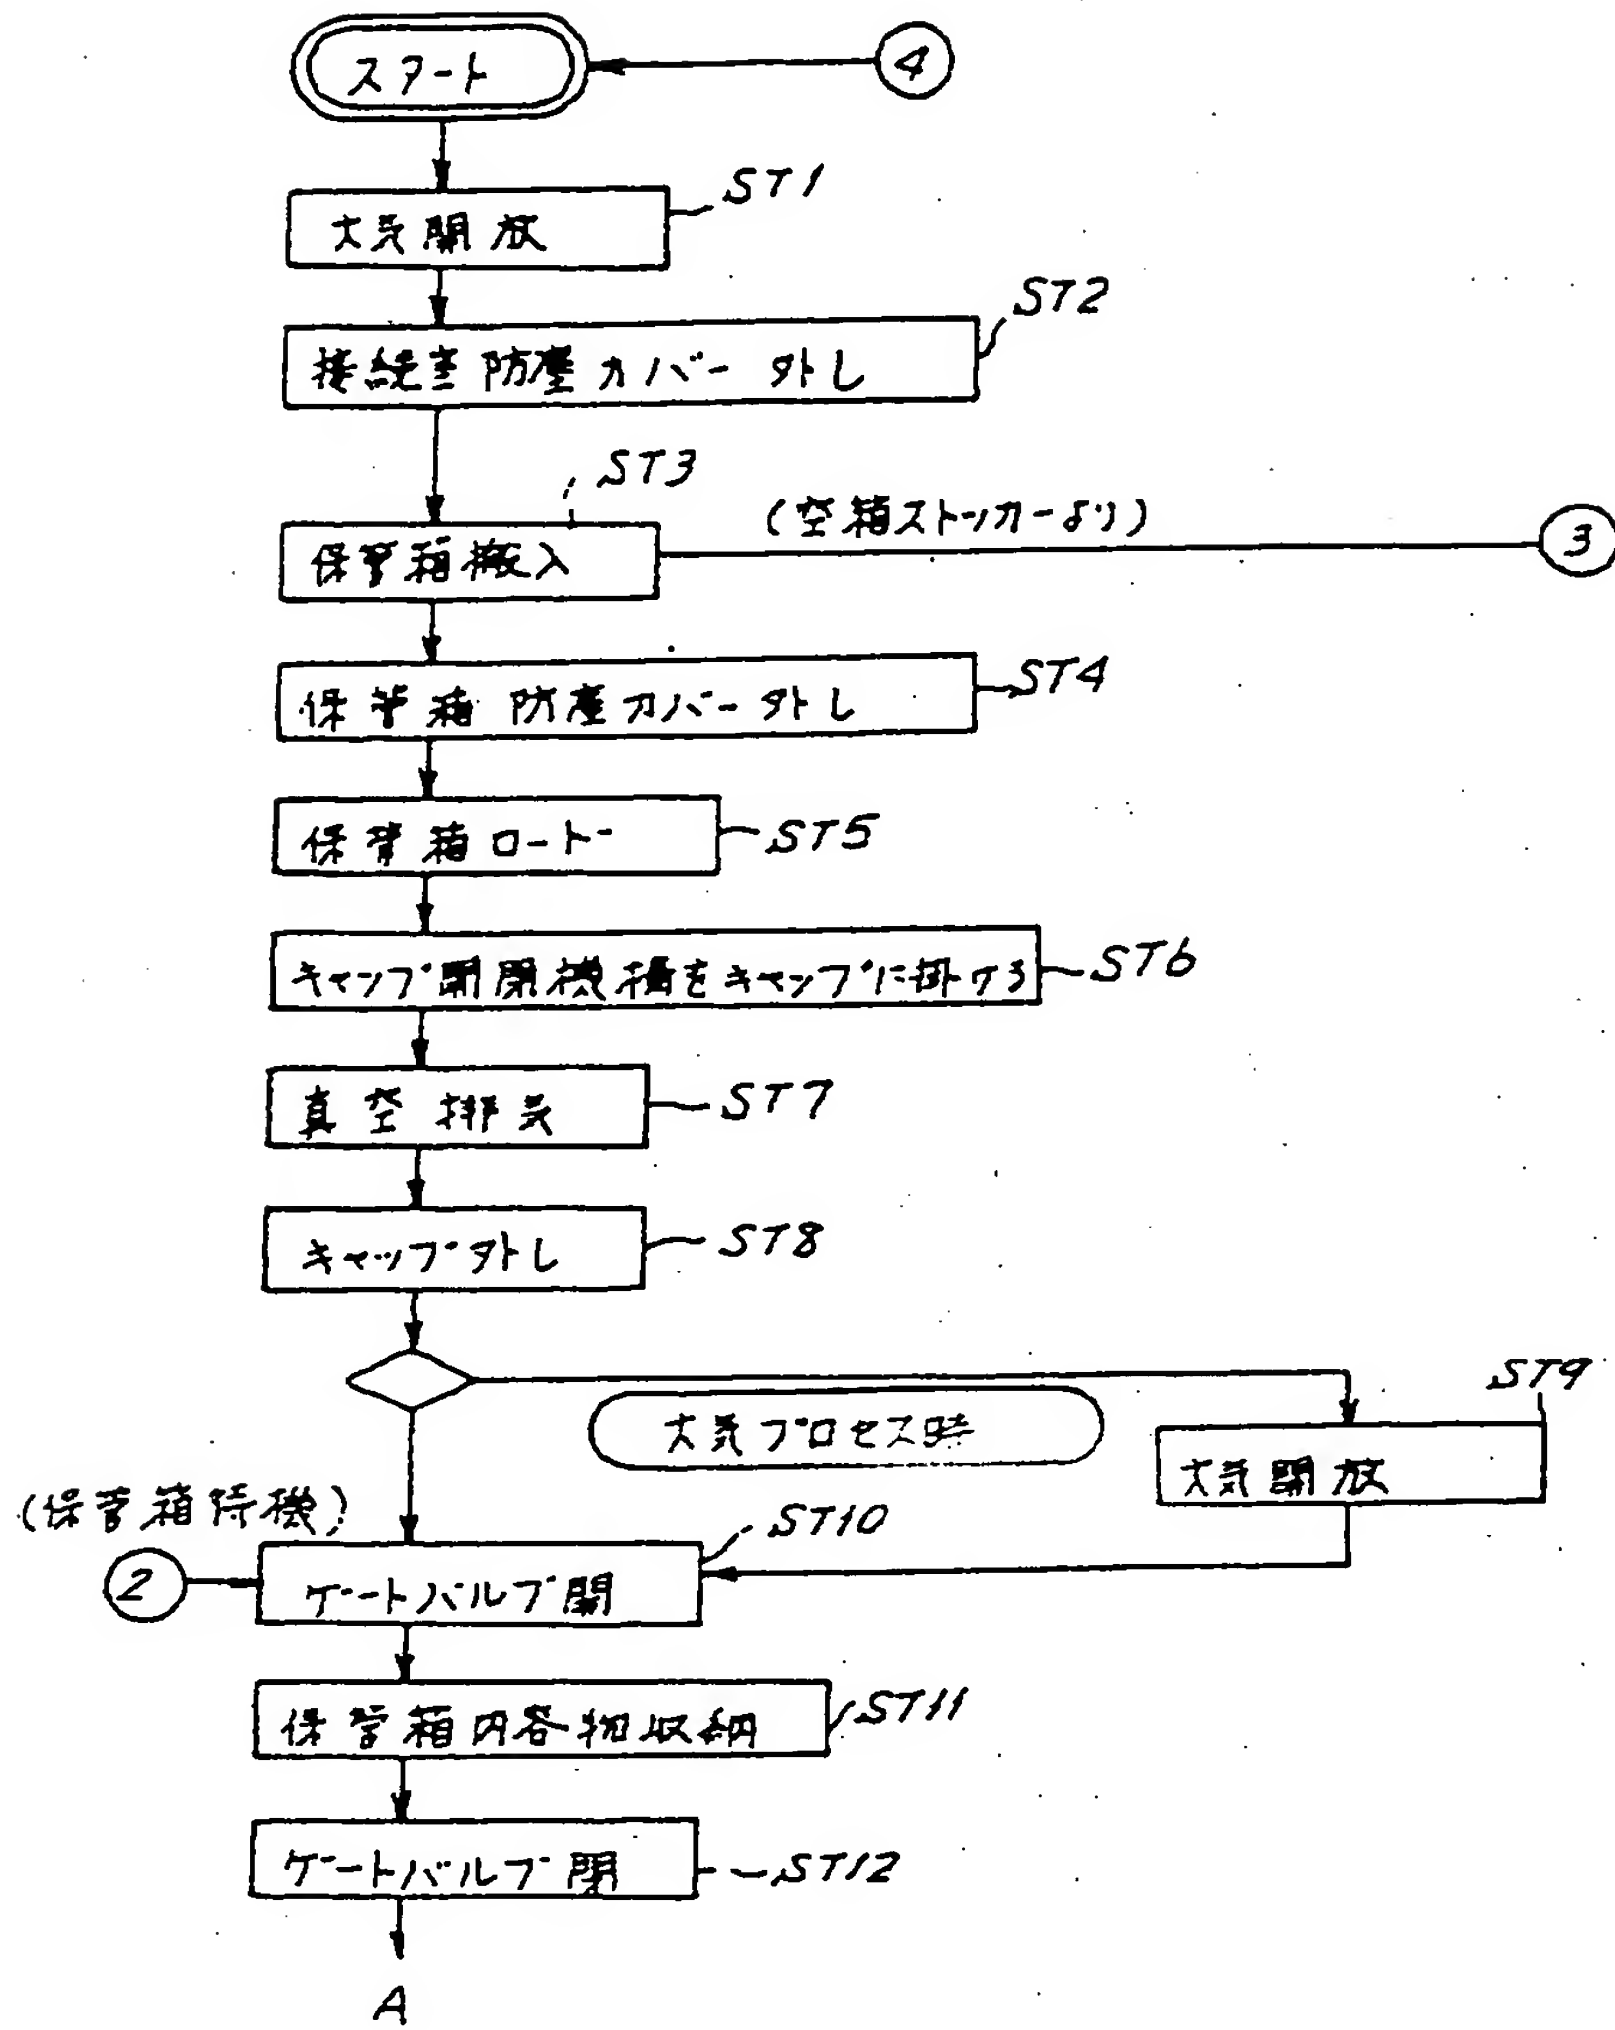 スタート
4
ST1
大気開放
ST2
接続室防塵カバー外し
ST3
(空箱ストッカーより)
3
保管箱搬入
ST4
保管箱防塵カバー外し
保管箱ロード
ST5
キャップ開閉機構をキャップに掛ける
ST6
真空排気
ST7
キャップ外し
ST8
大気プロセス時
ST9
大気開放
(保管箱待機)
2
ST10
ゲートバルブ開
保管箱内容物収納
ST11
ゲートバルブ閉
ST12
A